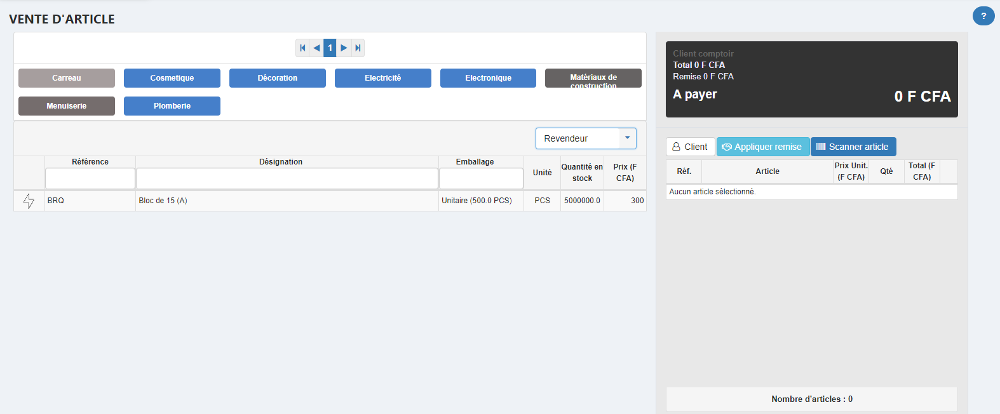 VENTE D'ARTICLE
?
1
Carreau
Cosmetique
Décoration
Electricité
Electronique
Matériaux de
construction
Menuiserie
Plomberie
Revendeur
Référence
Désignation
Emballage
Unité
Quantité en
stock
Prix (F
CFA)
BRQ
Bloc de 15 (A)
Unitaire (500.0 PCS)
PCS
5000000.0
300
Client comptoir
Total 0 F CFA
Remise 0 F CFA
A payer
0 F CFA
Client
Appliquer remise
Scanner article
Réf.
Article
Prix Unit.
(F CFA)
Qté
Total (F
CFA)
Aucun article sélectionné.
Nombre d'articles : 0